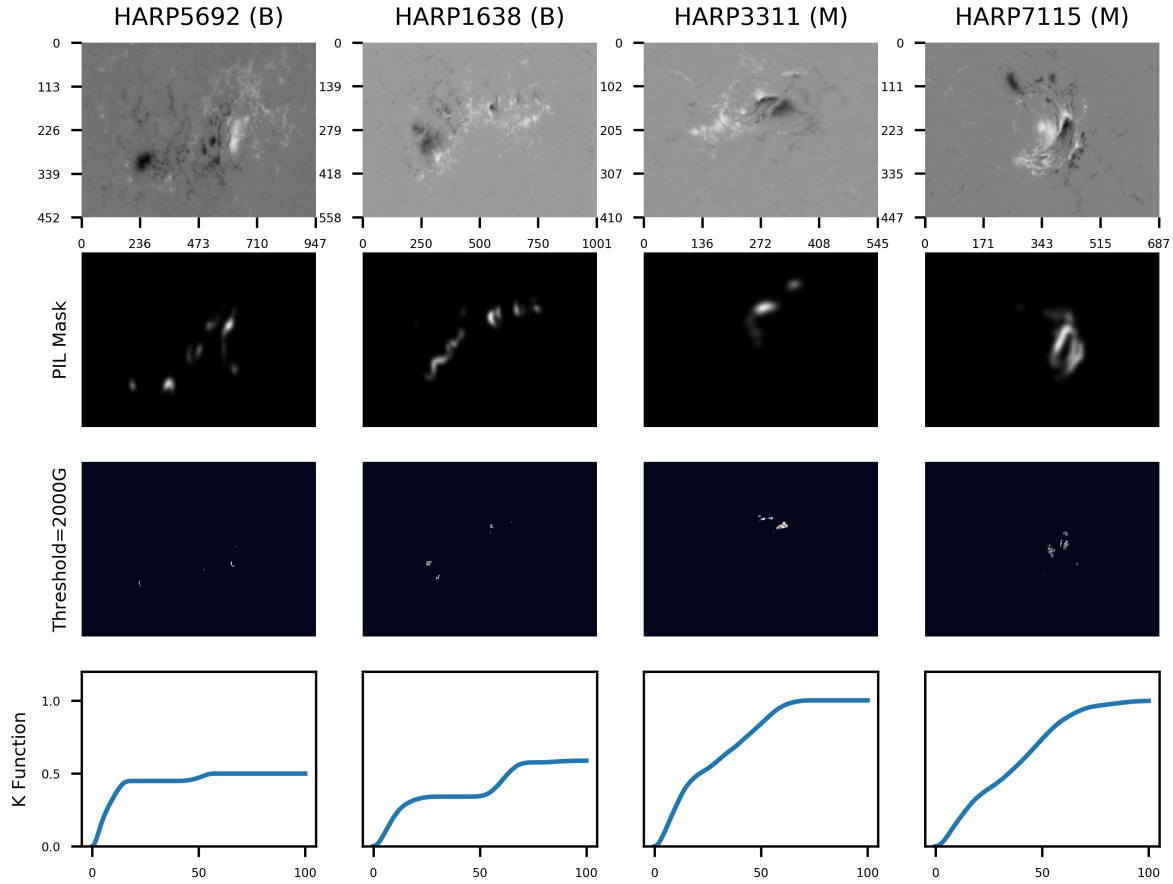 HARP5692 (B) HARP1638 (B) HARP3311 (M) HARP7115 (M)
0 0 0 0
113 139 102 111
226 279 205 223
339 418 307 335
452 558 410 447
0 236 473 710 947 0 250 500 750 1001 0 136 272 408 545 0 171 343 515 687
PIL Mask
Threshold=2000G
K Function
1.0
0.5
0.0
0 50 100 0 50 100 0 50 100 0 50 100